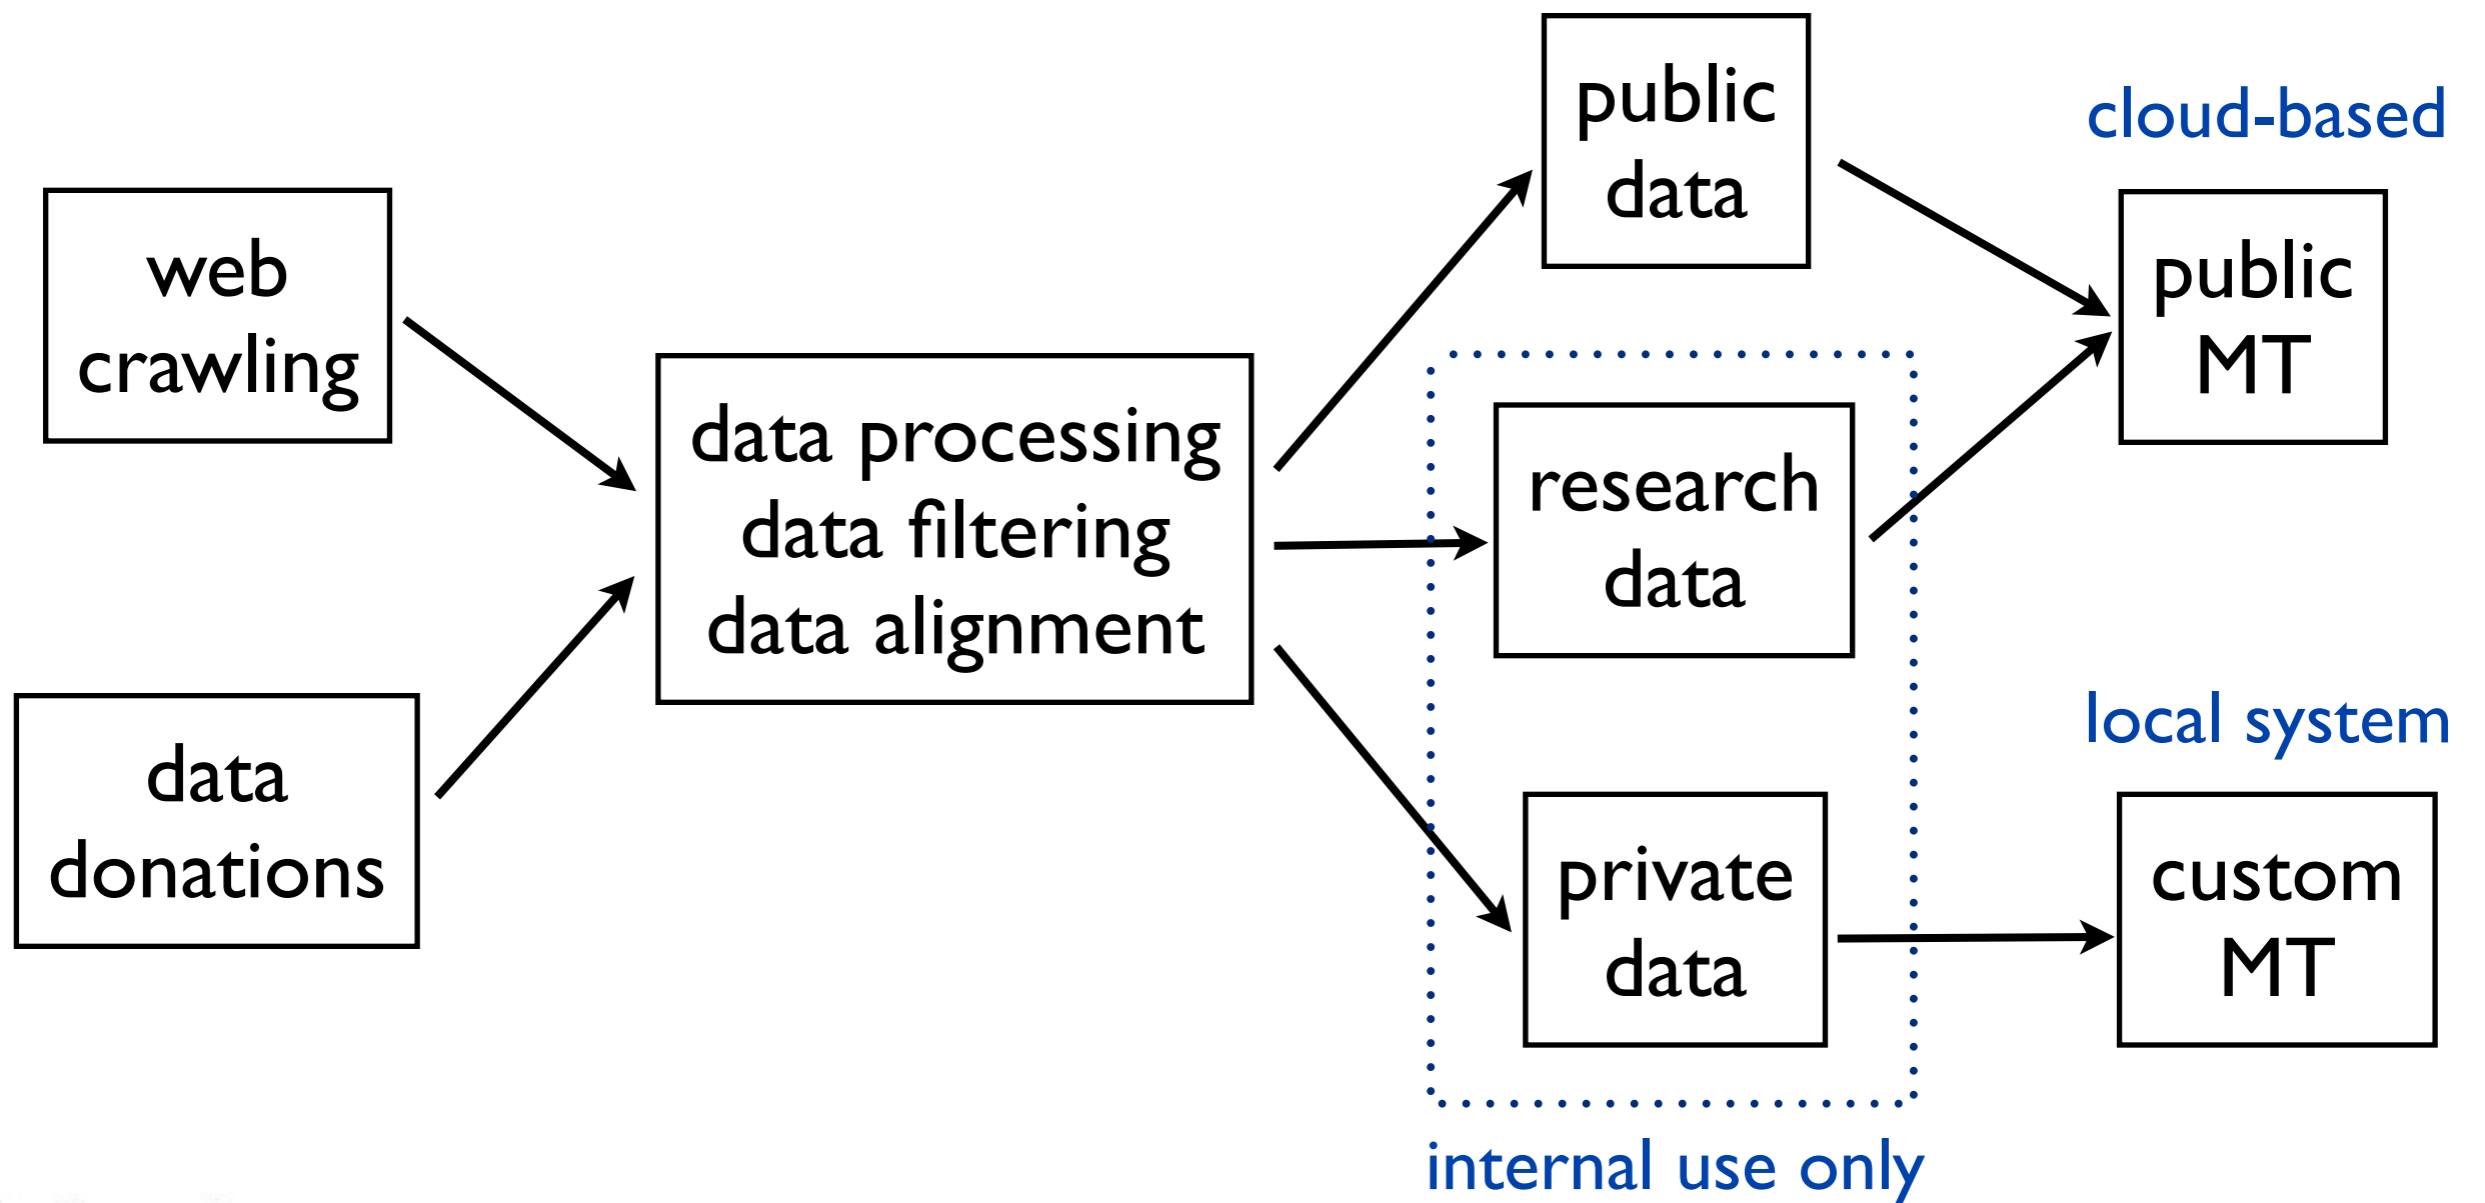 web
crawling
data
donations
data processing
data filtering
data alignment
public
data
research
data
private
data
internal use only
cloud-based
public
MT
local system
custom
MT